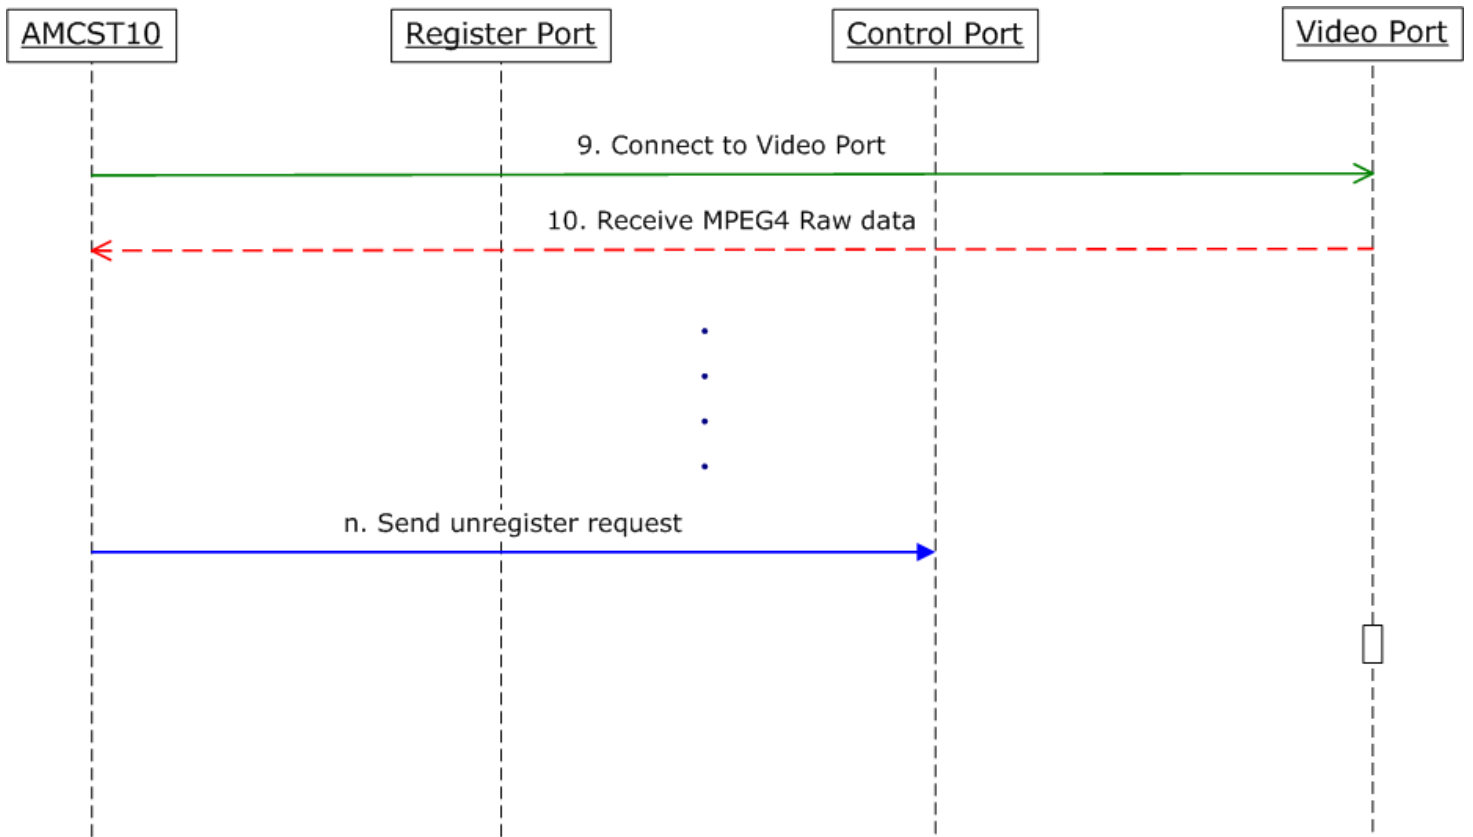 AMCST10
Register Port
Control Port
Video Port
9. Connect to Video Port
10. Receive MPEG4 Raw data
n. Send unregister request